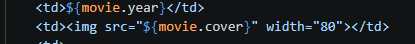 <td>${movie.year}</td>
<td><img src="${movie.cover}" width="80"></td>